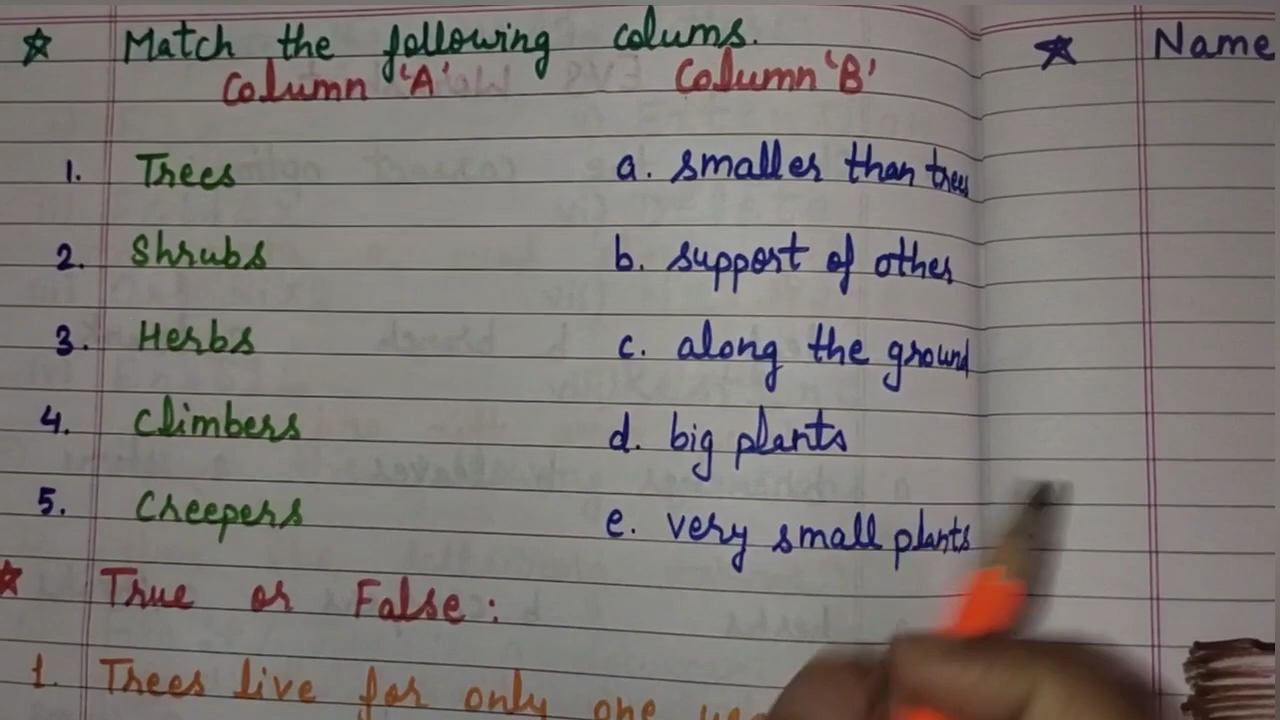 ☆ Match the following colums. ☆ Name
Column 'A' Column 'B'
1. Trees a. smaller than trees
2. Shrubs b. support of other
3. Herbs c. along the ground
4. Climbers d. big plants
5. Creepers e. very small plants
☆ True or False:
1. Trees live for only one